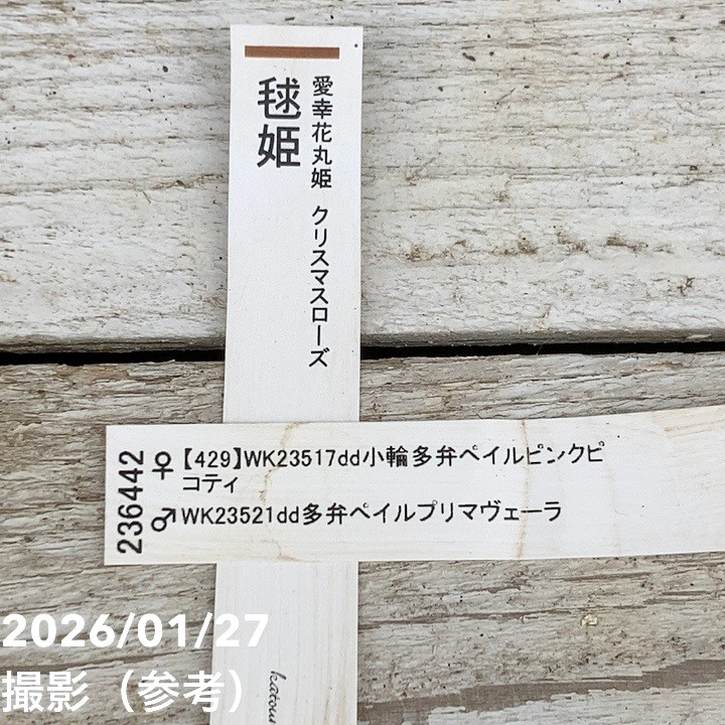 愛幸花丸姫 クリスマスローズ
毬姫
236442
♀【429】WK23517dd小輪多弁ペイルピンクピ
コティ
♂WK23521dd多弁ペイルプリマヴェーラ
2026/01/27
撮影（参考）